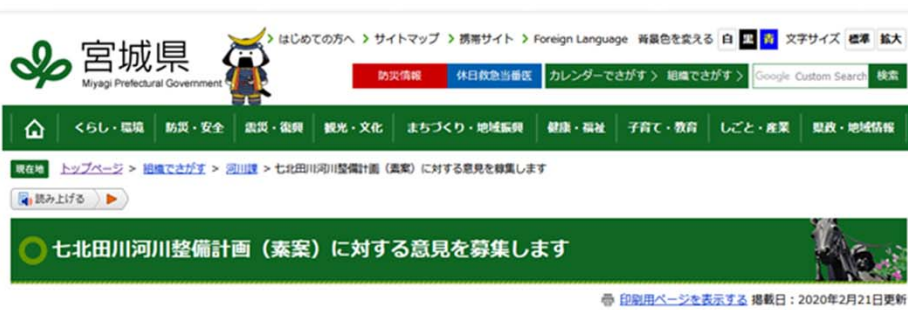 宮城県
Miyagi Prefectural Government
> はじめての方へ > サイトマップ > 携帯サイト > Foreign Language 背景色を変える 白 黒 青 文字サイズ 標準 拡大
防災情報 休日救急当番医 カレンダーでさがす > 組織でさがす > Google Custom Search 検索
くらし・環境 防災・安全 震災・復興 観光・文化 まちづくり・地域振興 健康・福祉 子育て・教育 しごと・産業 県政・地域情報
現在地 トップページ > 組織でさがす > 河川課 > 七北田川河川整備計画（素案）に対する意見を募集します
読み上げる
七北田川河川整備計画（素案）に対する意見を募集します
印刷用ページを表示する 掲載日：2020年2月21日更新